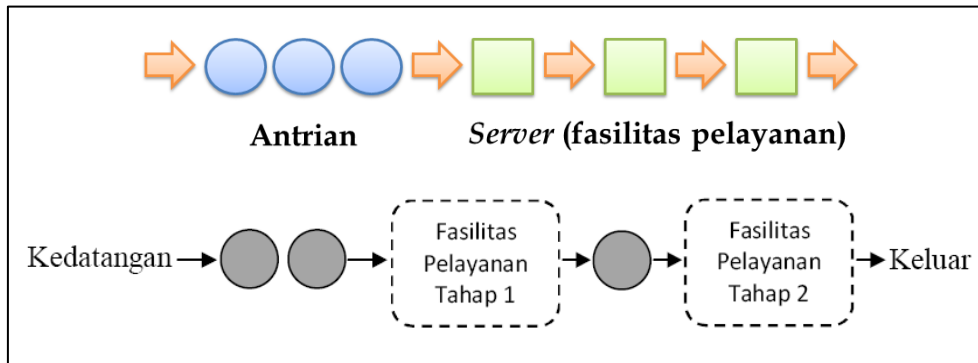 Antrian
Server (fasilitas pelayanan)
Kedatangan
Fasilitas
Pelayanan
Tahap 1
Fasilitas
Pelayanan
Tahap 2
Keluar